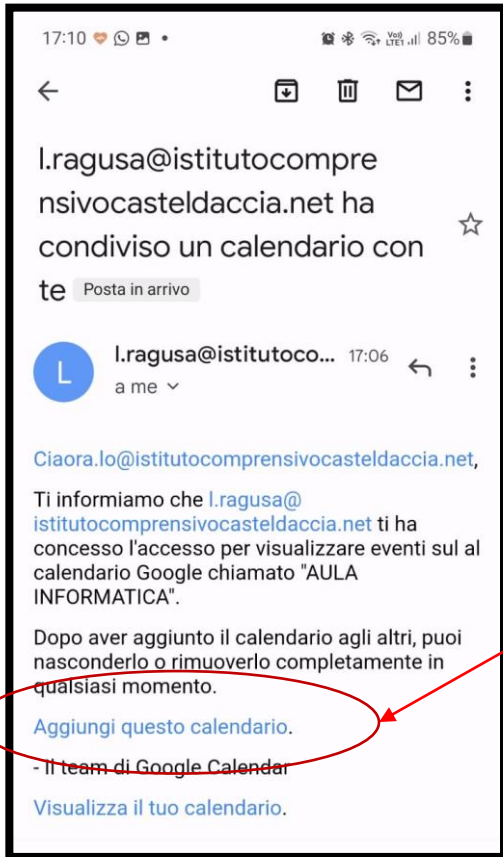 17:10 Vo)) LTE1 85%
l.ragusa@istitutocompre
nsivocasteldaccia.net ha
condiviso un calendario con
te Posta in arrivo
L
l.ragusa@istitutoco... 17:06
a me
Ciaora.lo@istitutocomprensivocasteldaccia.net,
Ti informiamo che l.ragusa@
istitutocomprensivocasteldaccia.net ti ha
concesso l'accesso per visualizzare eventi sul al
calendario Google chiamato "AULA
INFORMATICA".
Dopo aver aggiunto il calendario agli altri, puoi
nasconderlo o rimuoverlo completamente in
qualsiasi momento.
Aggiungi questo calendario.
- Il team di Google Calendar
Visualizza il tuo calendario.